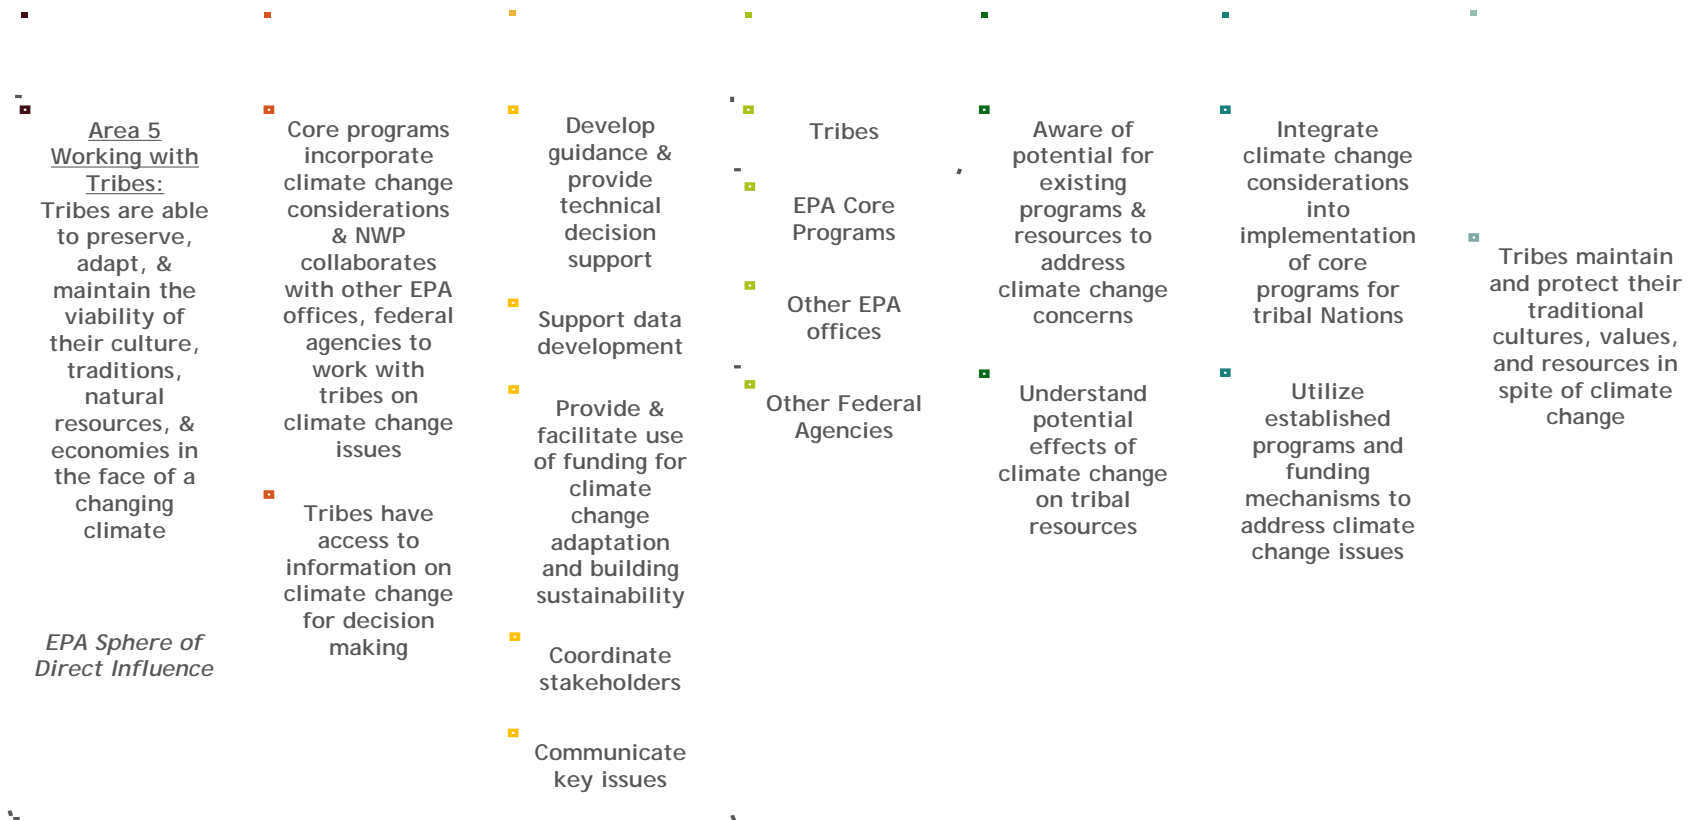 Area 5
Working with
Tribes:
Tribes are able
to preserve,
adapt, &
maintain the
viability of
their culture,
traditions,
natural
resources, &
economies in
the face of a
changing
climate
EPA Sphere of
Direct Influence
Core programs
incorporate
climate change
considerations
& NWP
collaborates
with other EPA
offices, federal
agencies to
work with
tribes on
climate change
issues
Tribes have
access to
information on
climate change
for decision
making
Develop
guidance &
provide
technical
decision
support
Support data
development
Provide &
facilitate use
of funding for
climate
change
adaptation
and building
sustainability
Coordinate
stakeholders
Communicate
key issues
Tribes
EPA Core
Programs
Other EPA
offices
Other Federal
Agencies
Aware of
potential for
existing
programs &
resources to
address
climate change
concerns
Understand
potential
effects of
climate change
on tribal
resources
Integrate
climate change
considerations
into
implementation
of core
programs for
tribal Nations
Utilize
established
programs and
funding
mechanisms to
address climate
change issues
Tribes maintain
and protect their
traditional
cultures, values,
and resources in
spite of climate
change